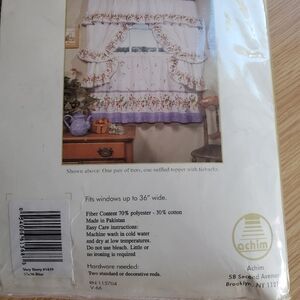 Shown above: One pair of tiers, one ruffled topper with tiebacks.
Fits windows up to 36" wide.
Fiber Content 70% polyester - 30% cotton
Made in Pakistan
Easy Care instructions:
Machine wash in cold water
and dry at low temperatures.
Do not use bleach. Little or
no ironing is required
Hardware needed:
Two standard or decorative rods.
RN 115704
V-66
achim
Achim
58 Second Avenue
Brooklyn, NY